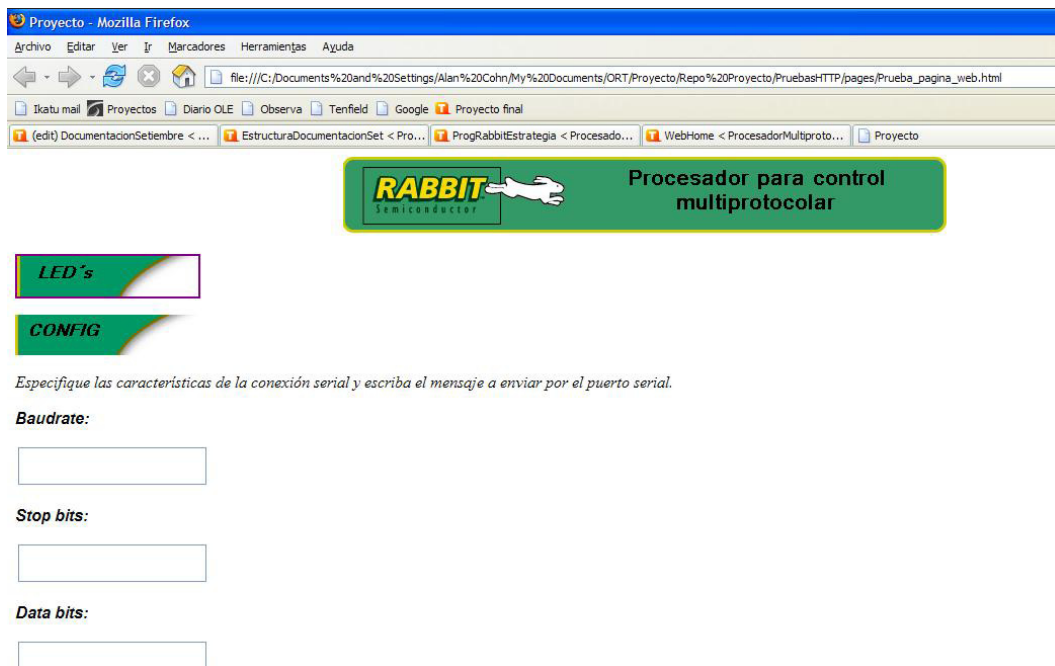 Proyecto - Mozilla Firefox
Archivo Editar Ver Ir Marcadores Herramientas Ayuda
file:///C:/Documents%20and%20Settings/Alan%20Cohn/My%20Documents/ORT/Proyecto/Repo%20Proyecto/PruebasHTTP/pages/Prueba_pagina_web.html
Ikatu mail Proyectos Diario OLE Observa Tenfield Google Proyecto final
(edit) DocumentacionSetiembre < ... EstructuraDocumentacionSet < Pro... ProgRabbitEstrategia < Procesado... WebHome < ProcesadorMultiproto... Proyecto
RABBIT
Semiconductor
Procesador para control
multiprotocolar
LED´s
CONFIG
Especifique las características de la conexión serial y escriba el mensaje a enviar por el puerto serial.
Baudrate:
Stop bits:
Data bits: